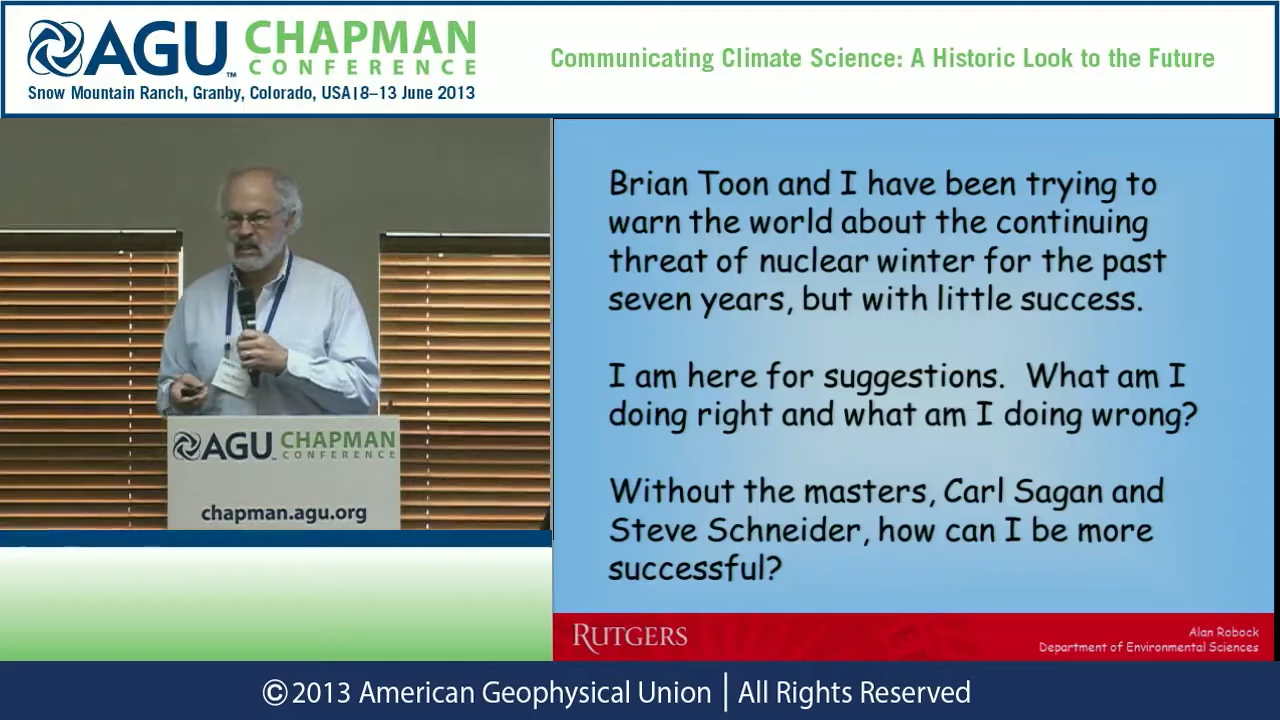 AGU CHAPMAN
CONFERENCE
Snow Mountain Ranch, Granby, Colorado, USA|8–13 June 2013
Communicating Climate Science: A Historic Look to the Future
Brian Toon and I have been trying to
warn the world about the continuing
threat of nuclear winter for the past
seven years, but with little success.
I am here for suggestions. What am I
doing right and what am I doing wrong?
Without the masters, Carl Sagan and
Steve Schneider, how can I be more
successful?
AGU CHAPMAN
CONFERENCE
chapman.agu.org
RUTGERS
Alan Robock
Department of Environmental Sciences
©2013 American Geophysical Union | All Rights Reserved